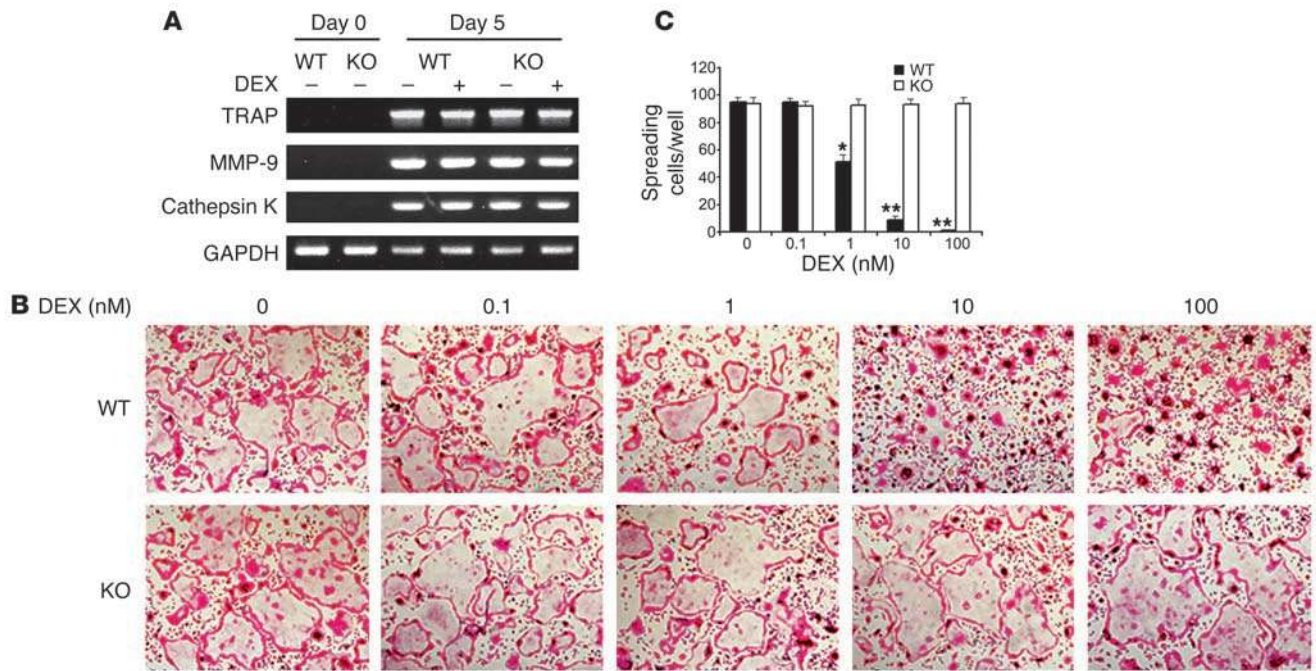 A
Day 0 Day 5
WT KO WT KO
DEX – – – + – +
TRAP
MMP-9
Cathepsin K
GAPDH
C
WT
KO
120
100
80
60
40
20
0
Spreading
cells/well
*
**
**
0 0.1 1 10 100
DEX (nM)
B DEX (nM) 0 0.1 1 10 100
WT
KO